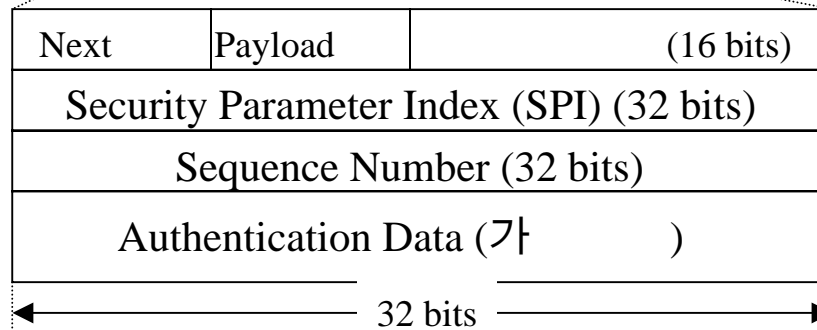 Next Payload (16 bits)
Security Parameter Index (SPI) (32 bits)
Sequence Number (32 bits)
Authentication Data (가 )
32 bits